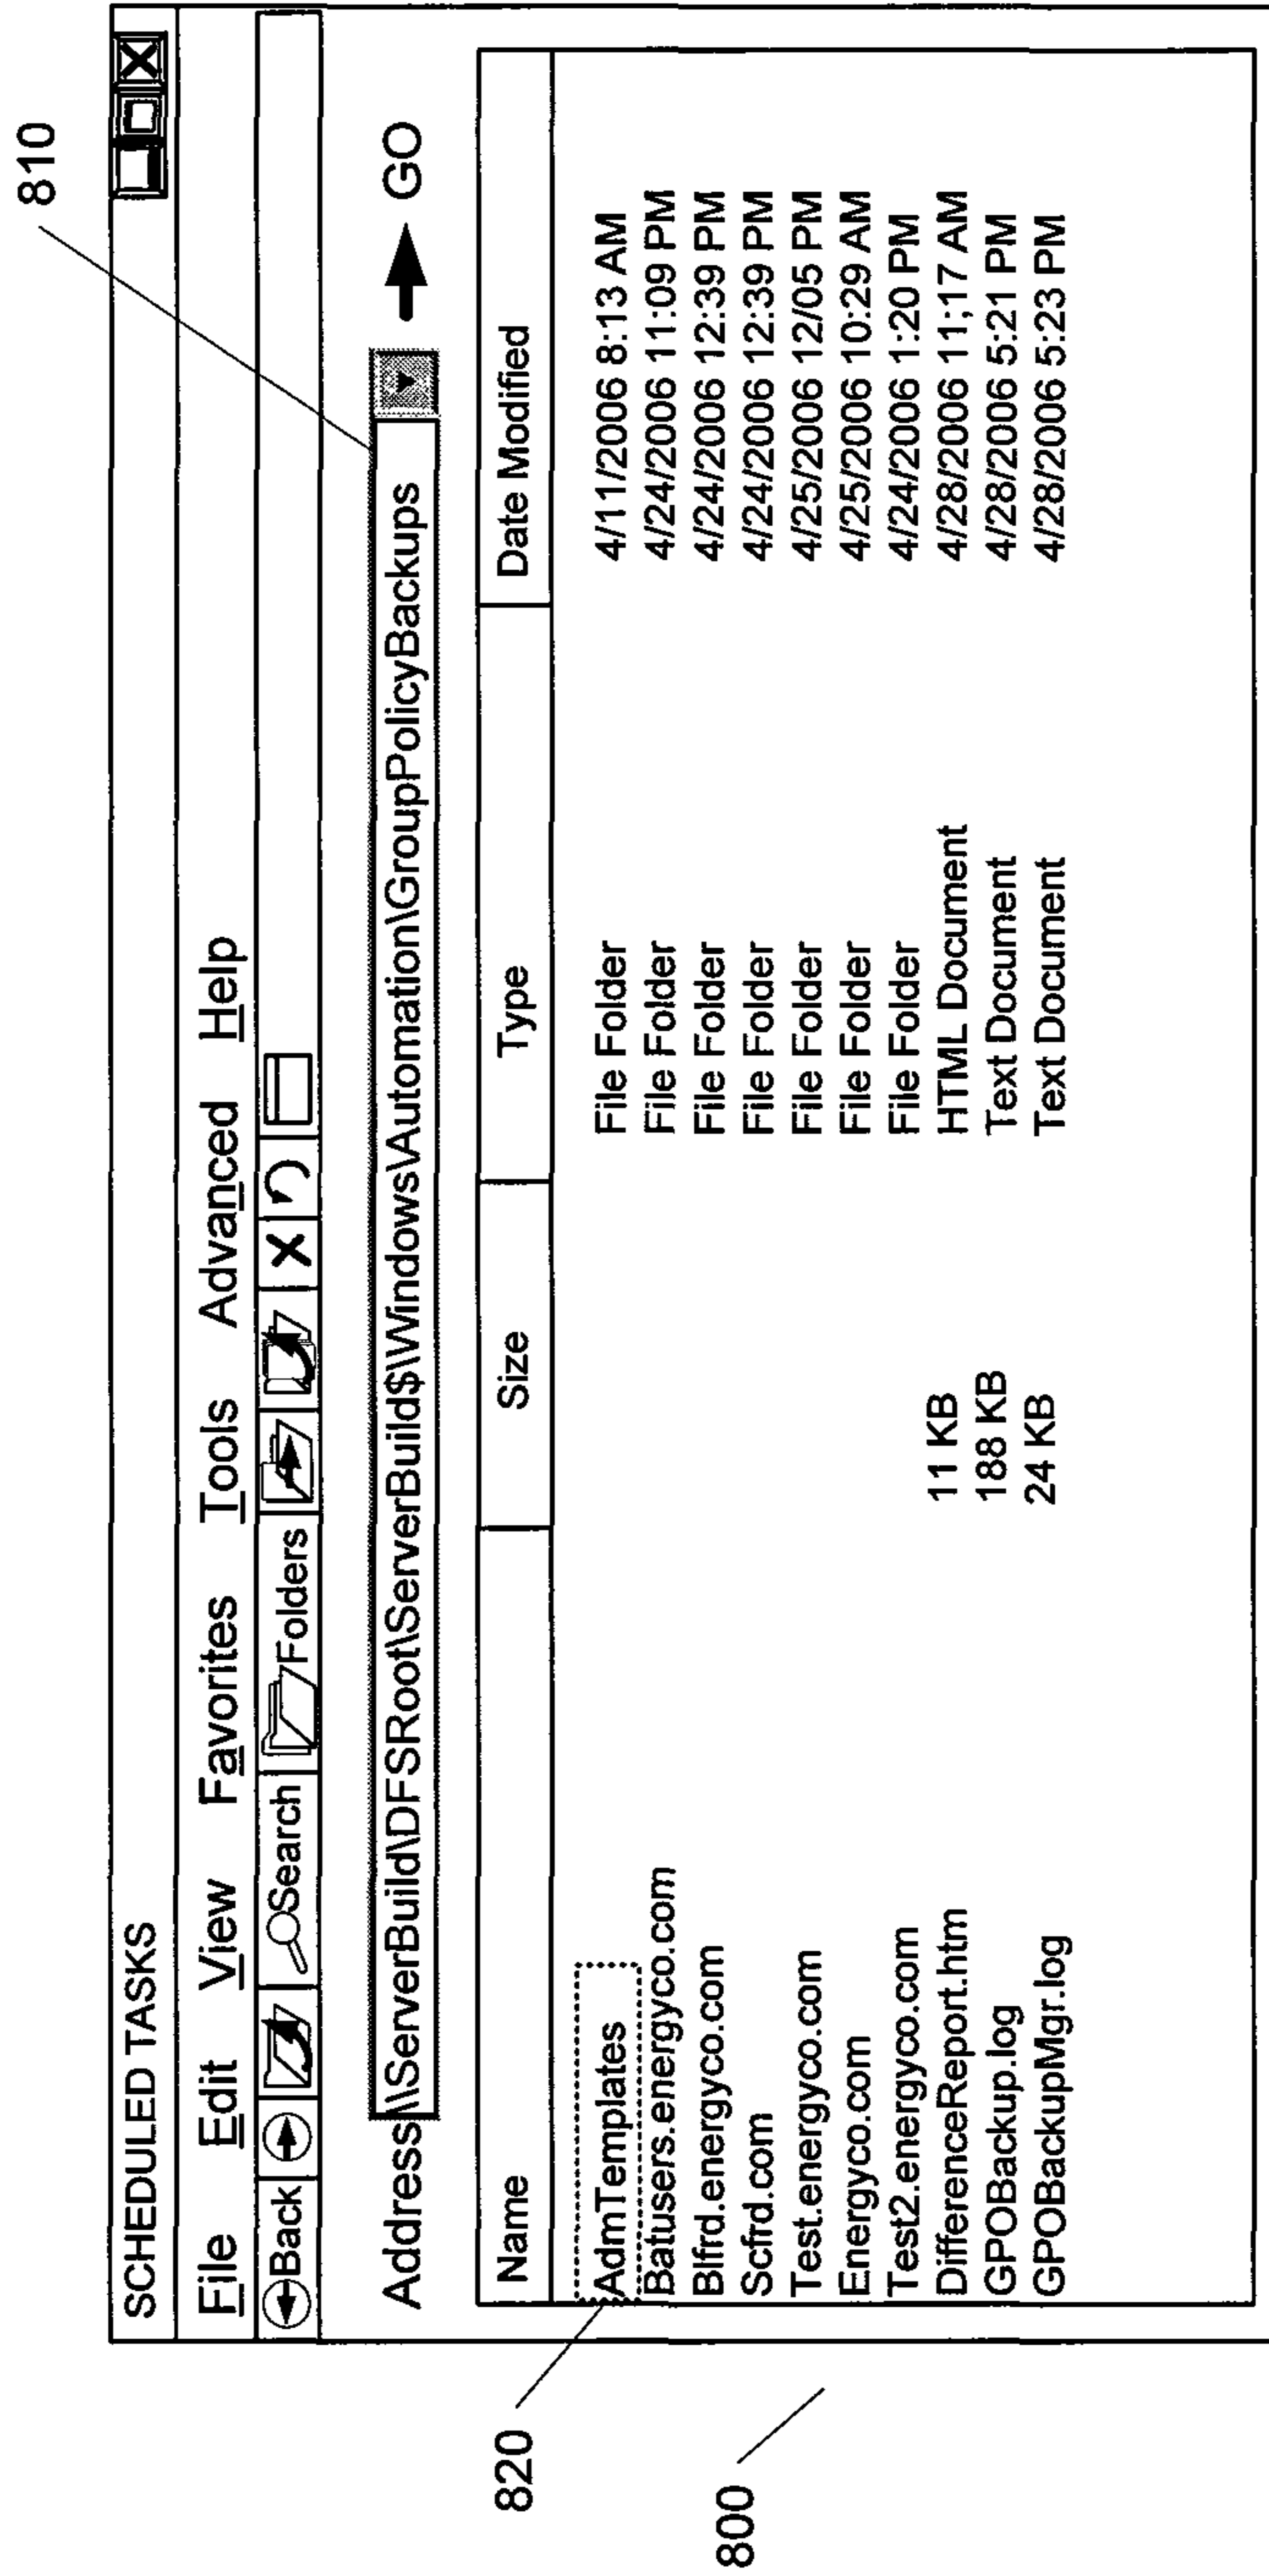 810
SCHEDULED TASKS
File Edit View Favorites Tools Advanced Help
Back Search Folders
Address \\ServerBuild\DFSRoot\ServerBuild$\Windows\Automation\GroupPolicyBackups GO
Name Size Type Date Modified
820
AdmTemplates File Folder 4/11/2006 8:13 AM
Batusers.energyco.com File Folder 4/24/2006 11:09 PM
Blfrd.energyco.com File Folder 4/24/2006 12:39 PM
Scfrd.com File Folder 4/24/2006 12:39 PM
Test.energyco.com File Folder 4/25/2006 12/05 PM
Energyco.com File Folder 4/25/2006 10:29 AM
Test2.energyco.com File Folder 4/24/2006 1:20 PM
DifferenceReport.htm 11 KB HTML Document 4/28/2006 11;17 AM
GPOBackup.log 188 KB Text Document 4/28/2006 5:21 PM
GPOBackupMgr.log 24 KB Text Document 4/28/2006 5:23 PM
800